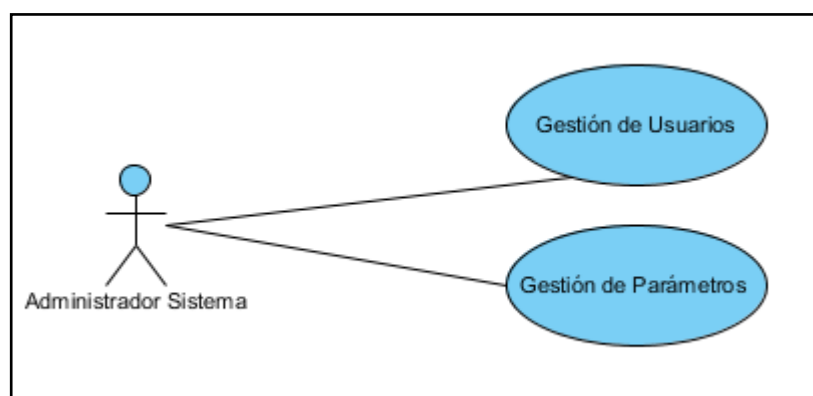 Gestión de Usuarios
Gestión de Parámetros
Administrador Sistema